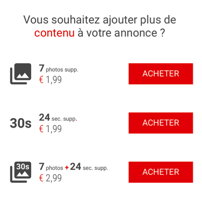 Vous souhaitez ajouter plus de
contenu à votre annonce ?
7 photos supp.
€ 1,99
ACHETER
30s
24 sec. supp.
€ 1,99
ACHETER
30s
7 photos + 24 sec. supp.
€ 2,99
ACHETER